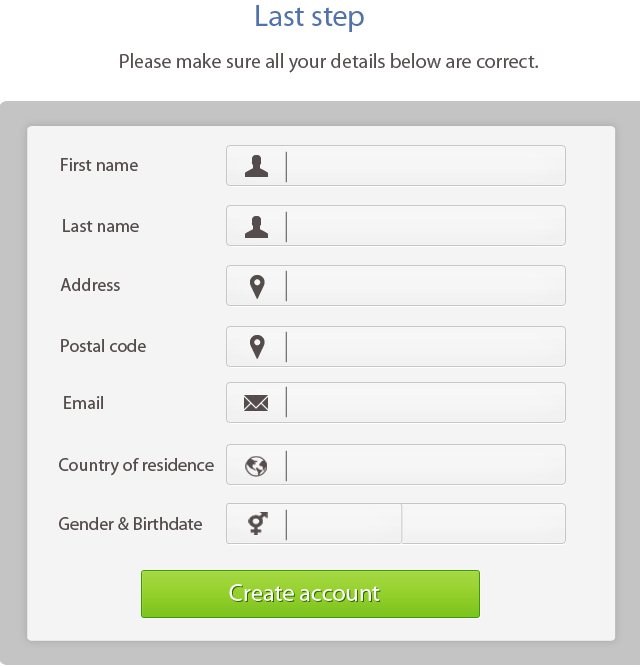 Last step
Please make sure all your details below are correct.
First name
Last name
Address
Postal code
Email
Country of residence
Gender & Birthdate
Create account